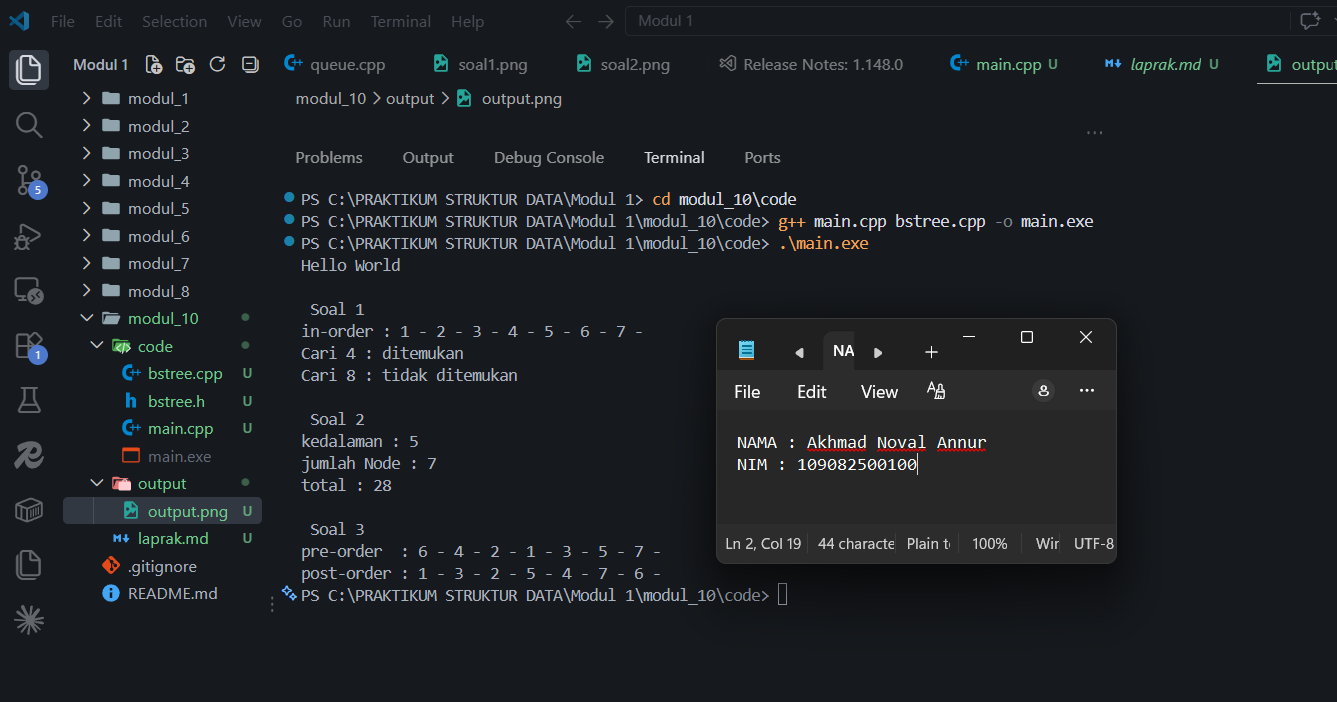 File Edit Selection View Go Run Terminal Help
Modul 1
Modul 1
queue.cpp soal1.png soal2.png Release Notes: 1.148.0 main.cpp U laprak.md U output
modul_10 > output > output.png
modul_1
modul_2
modul_3
modul_4
modul_5
modul_6
modul_7
modul_8
modul_10
code
bstree.cpp U
bstree.h U
main.cpp U
main.exe
output
output.png U
laprak.md U
.gitignore
README.md
5
1
Problems Output Debug Console Terminal Ports
PS C:\PRAKTIKUM STRUKTUR DATA\Modul 1> cd modul_10\code
PS C:\PRAKTIKUM STRUKTUR DATA\Modul 1\modul_10\code> g++ main.cpp bstree.cpp -o main.exe
PS C:\PRAKTIKUM STRUKTUR DATA\Modul 1\modul_10\code> .\main.exe
Hello World
Soal 1
in-order : 1 - 2 - 3 - 4 - 5 - 6 - 7 -
Cari 4 : ditemukan
Cari 8 : tidak ditemukan
Soal 2
kedalaman : 5
jumlah Node : 7
total : 28
Soal 3
pre-order  : 6 - 4 - 2 - 1 - 3 - 5 - 7 -
post-order : 1 - 3 - 2 - 5 - 4 - 7 - 6 -
PS C:\PRAKTIKUM STRUKTUR DATA\Modul 1\modul_10\code>
NA
File Edit View
NAMA : Akhmad Noval Annur
NIM : 109082500100
Ln 2, Col 19 44 characte Plain t 100% Wir UTF-8